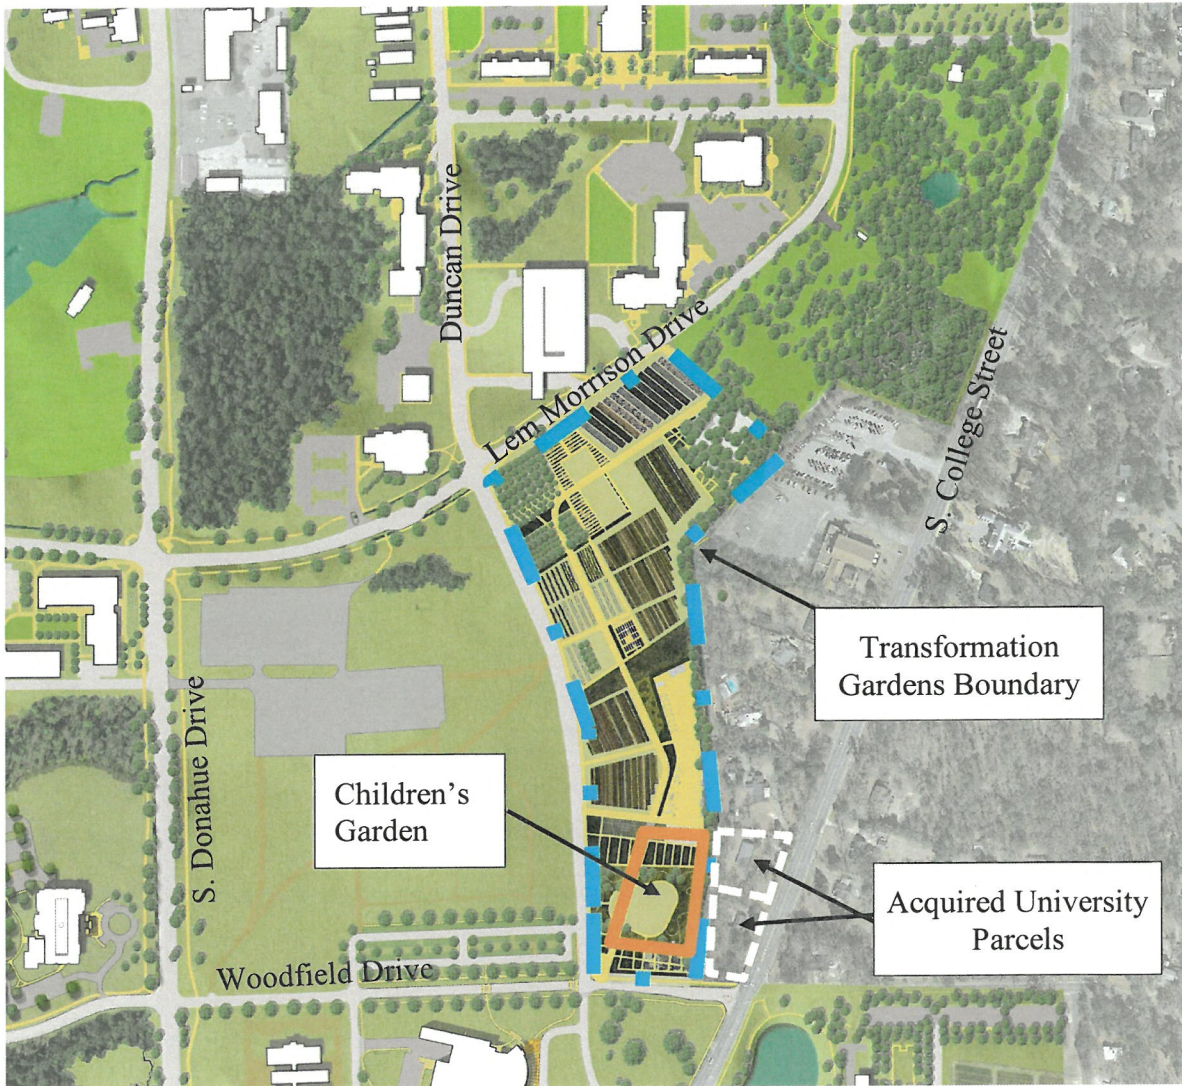 Duncan Drive
Lem Morrison Drive
S. College Street
Transformation
Gardens Boundary
S. Donahue Drive
Children's
Garden
Acquired University
Parcels
Woodfield Drive